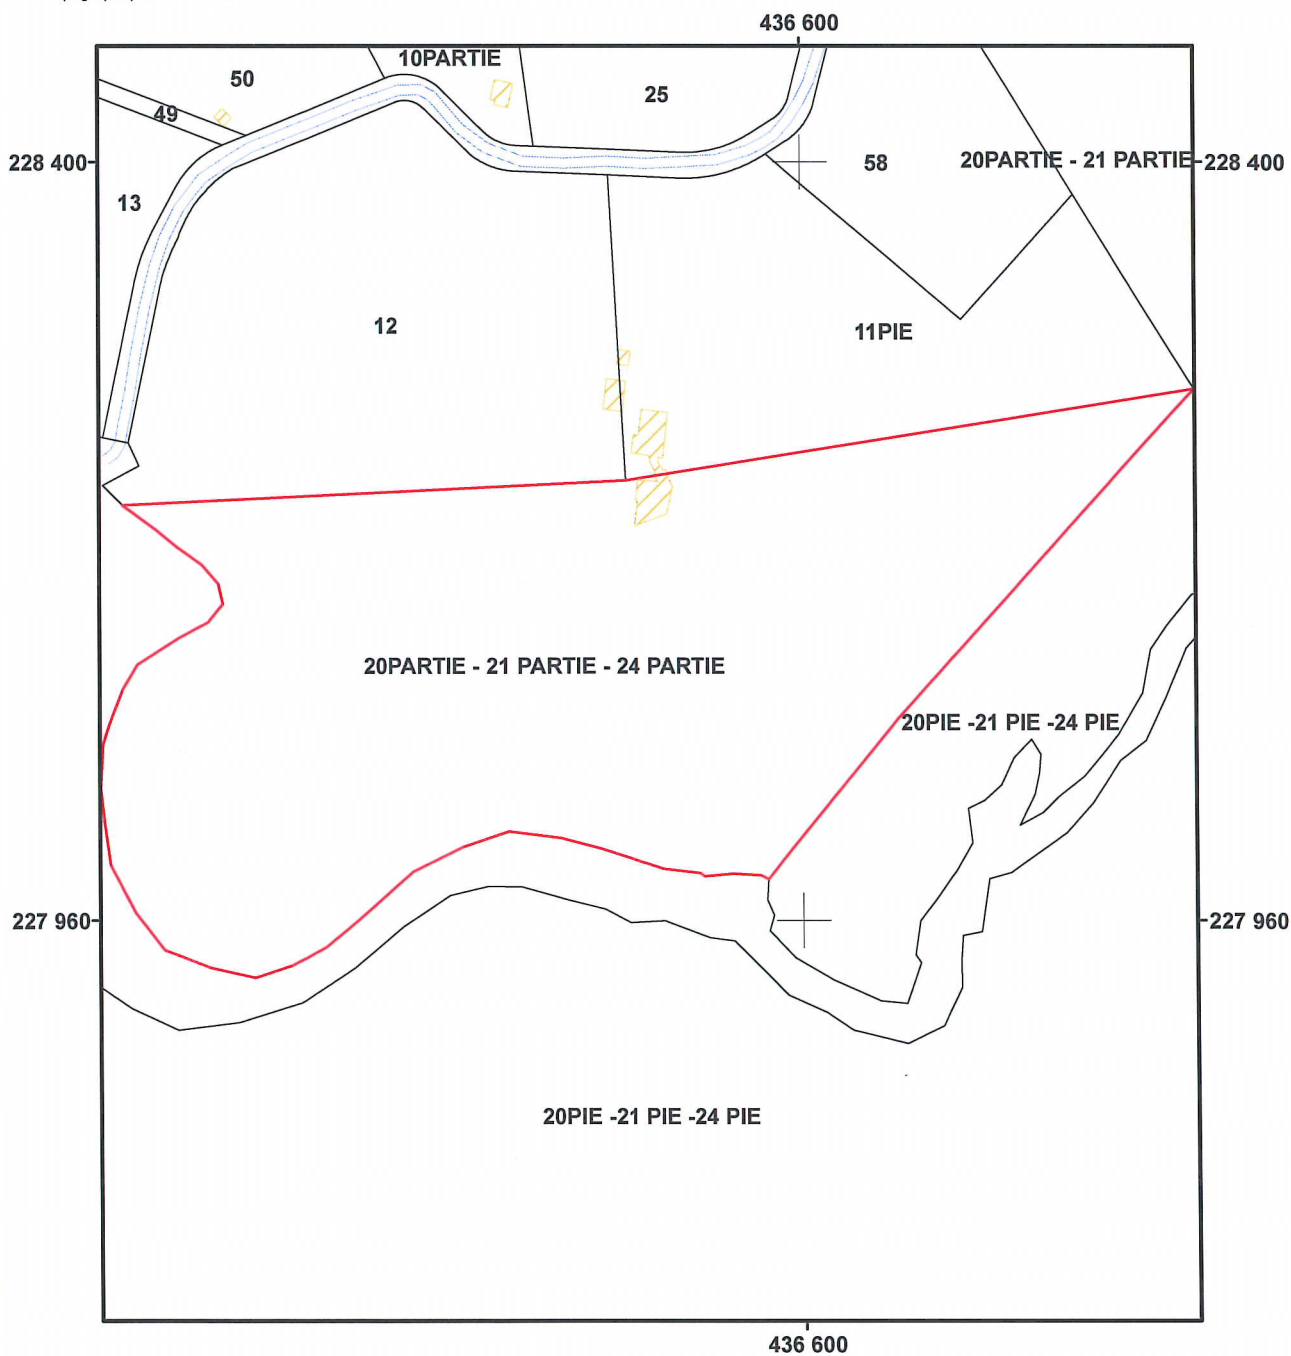 436 600
10PARTIE
50
25
49
228 400
58
20PARTIE - 21 PARTIE
228 400
13
12
11PIE
20PARTIE - 21 PARTIE - 24 PARTIE
20PIE -21 PIE -24 PIE
227 960
227 960
20PIE -21 PIE -24 PIE
436 600